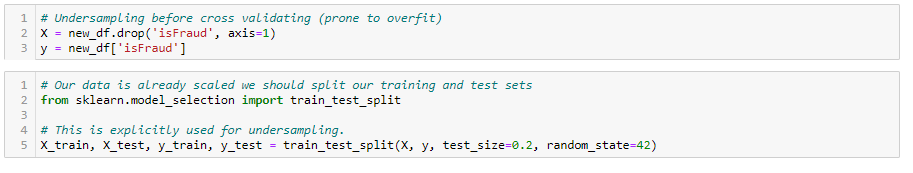 1 # Undersampling before cross validating (prone to overfit)
2 X = new_df.drop('isFraud', axis=1)
3 y = new_df['isFraud']
1 # Our data is already scaled we should split our training and test sets
2 from sklearn.model_selection import train_test_split
3
4 # This is explicitly used for undersampling.
5 X_train, X_test, y_train, y_test = train_test_split(X, y, test_size=0.2, random_state=42)